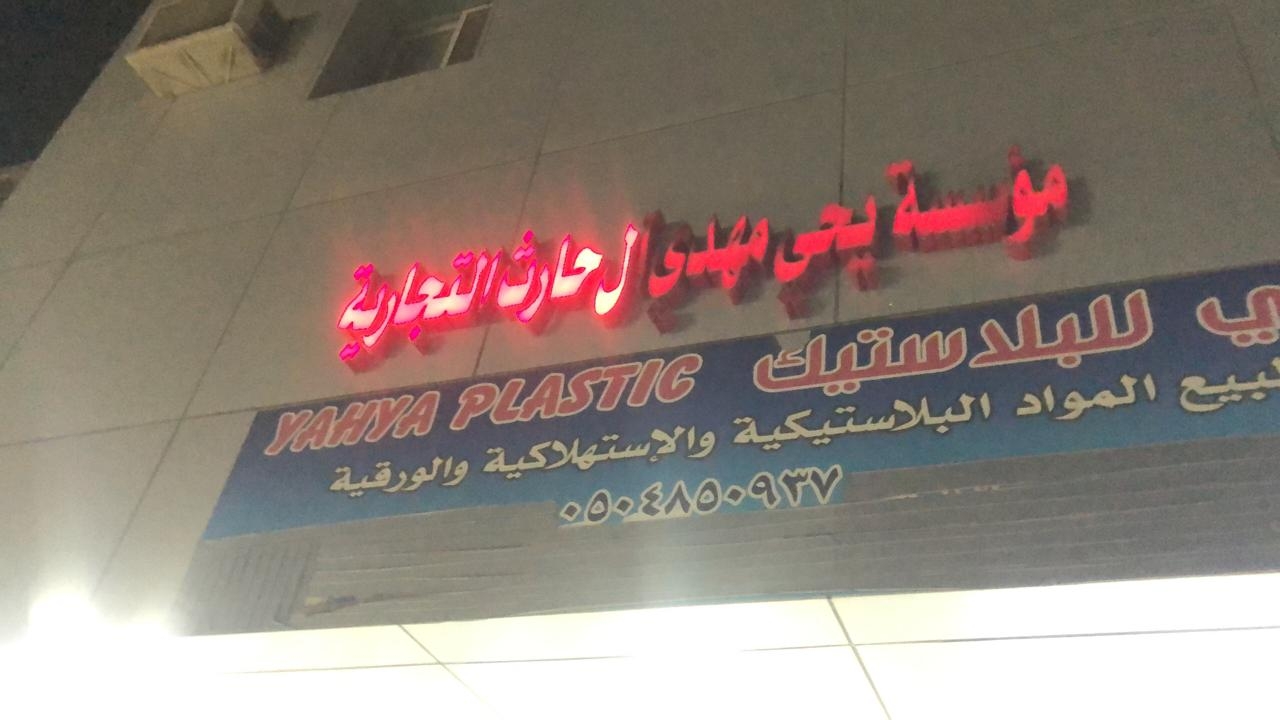 مؤسسة يحي مهدي ال حارث التجارية
للبلاستيك YAHYA PLASTIC
لبيع المواد البلاستيكية والإستهلاكية والورقية
٠٥٠٤٨٥٠٩٣٧